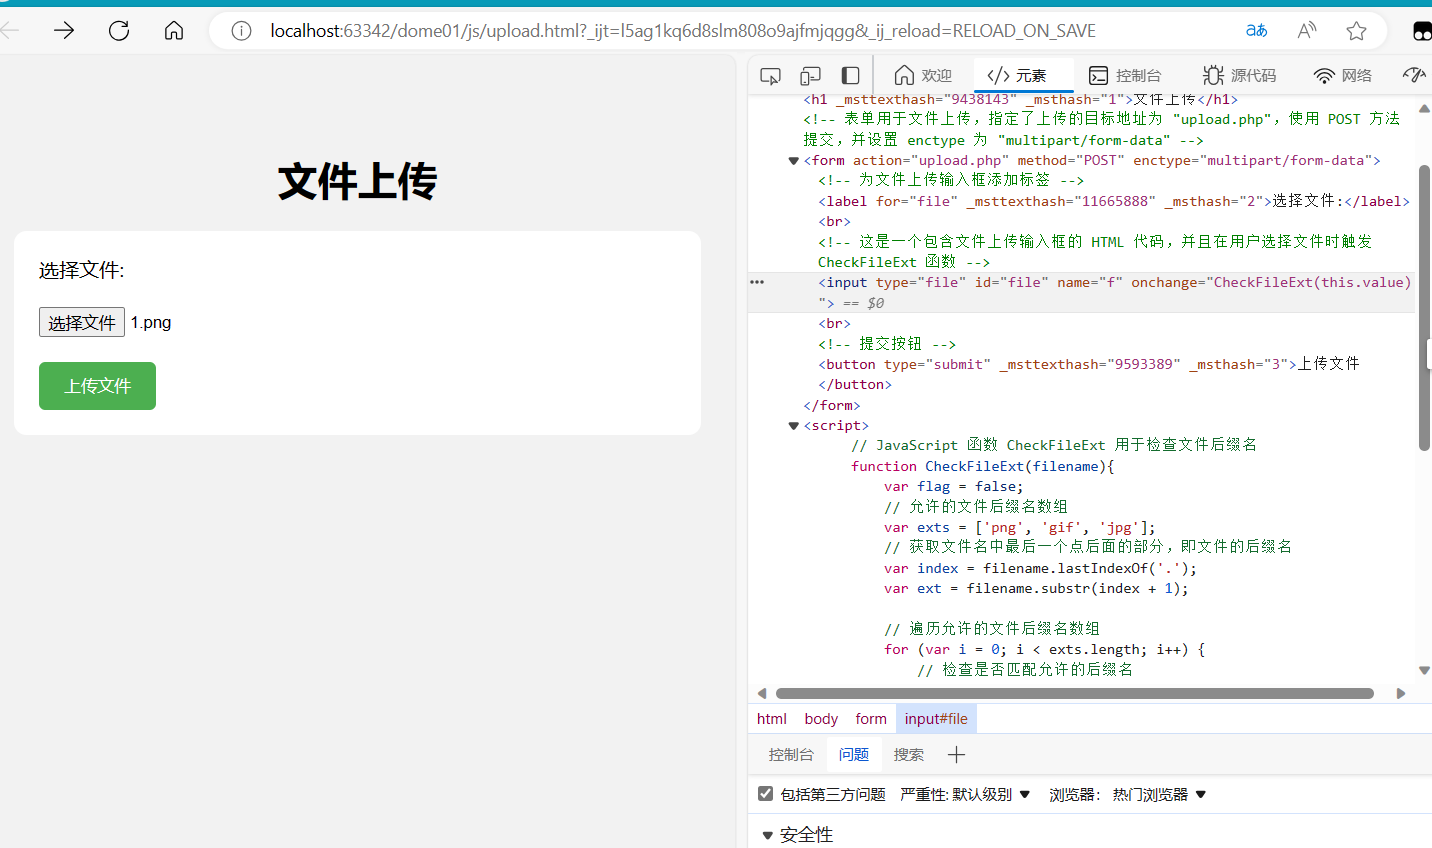 localhost:63342/dome01/js/upload.html?_ijt=l5ag1kq6d8slm808o9ajfmjqgg&_ij_reload=RELOAD_ON_SAVE
aあ
A
文件上传
选择文件:
选择文件 1.png
上传文件
欢迎
元素
控制台
源代码
网络
<h1 _msttexthash="9438143" _msthash="1">文件上传</h1>
<!-- 表单用于文件上传，指定了上传的目标地址为 "upload.php"，使用 POST 方法
提交，并设置 enctype 为 "multipart/form-data" -->
<form action="upload.php" method="POST" enctype="multipart/form-data">
<!-- 为文件上传输入框添加标签 -->
<label for="file" _msttexthash="11665888" _msthash="2">选择文件:</label>
<br>
<!-- 这是一个包含文件上传输入框的 HTML 代码，并且在用户选择文件时触发
CheckFileExt 函数 -->
<input type="file" id="file" name="f" onchange="CheckFileExt(this.value)
"> == $0
<br>
<!-- 提交按钮 -->
<button type="submit" _msttexthash="9593389" _msthash="3">上传文件
</button>
</form>
<script>
// JavaScript 函数 CheckFileExt 用于检查文件后缀名
function CheckFileExt(filename){
var flag = false;
// 允许的文件后缀名数组
var exts = ['png', 'gif', 'jpg'];
// 获取文件名中最后一个点后面的部分，即文件的后缀名
var index = filename.lastIndexOf('.');
var ext = filename.substr(index + 1);
// 遍历允许的文件后缀名数组
for (var i = 0; i < exts.length; i++) {
// 检查是否匹配允许的后缀名
html body form input#file
控制台 问题 搜索
包括第三方问题 严重性: 默认级别 浏览器: 热门浏览器
安全性